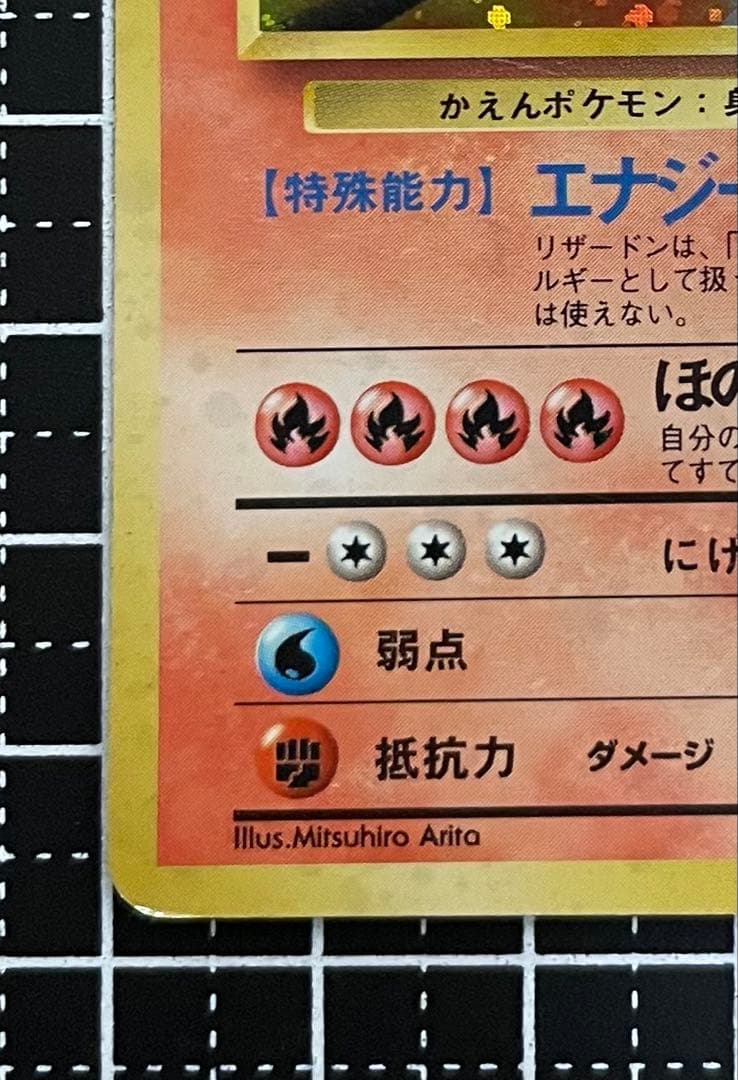 かえんポケモン：身
【特殊能力】 エナジー
リザードンは、「
ルギーとして扱
は使えない。
ほの
自分の
てすて
にげ
弱点
抵抗力 ダメージ
Illus.Mitsuhiro Arita